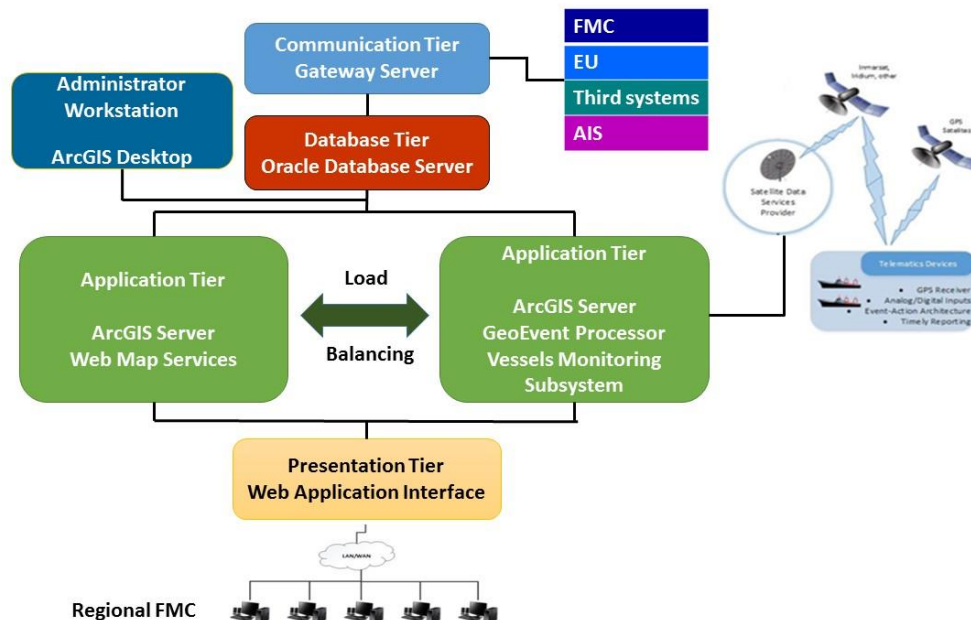 Communication Tier
Gateway Server
FMC
EU
Third systems
AIS
Administrator
Workstation
ArcGIS Desktop
Database Tier
Oracle Database Server
Inmarsat,
Iridium, other
GPS
Satellites
Satellite Data
Services
Provider
Application Tier
ArcGIS Server
Web Map Services
Load
Balancing
Application Tier
ArcGIS Server
GeoEvent Processor
Vessels Monitoring
Subsystem
Telematics Devices
• GPS Receiver
• Analog/Digital Inputs
• Event-Action Architecture
• Timely Reporting
Presentation Tier
Web Application Interface
LAN/WAN
Regional FMC